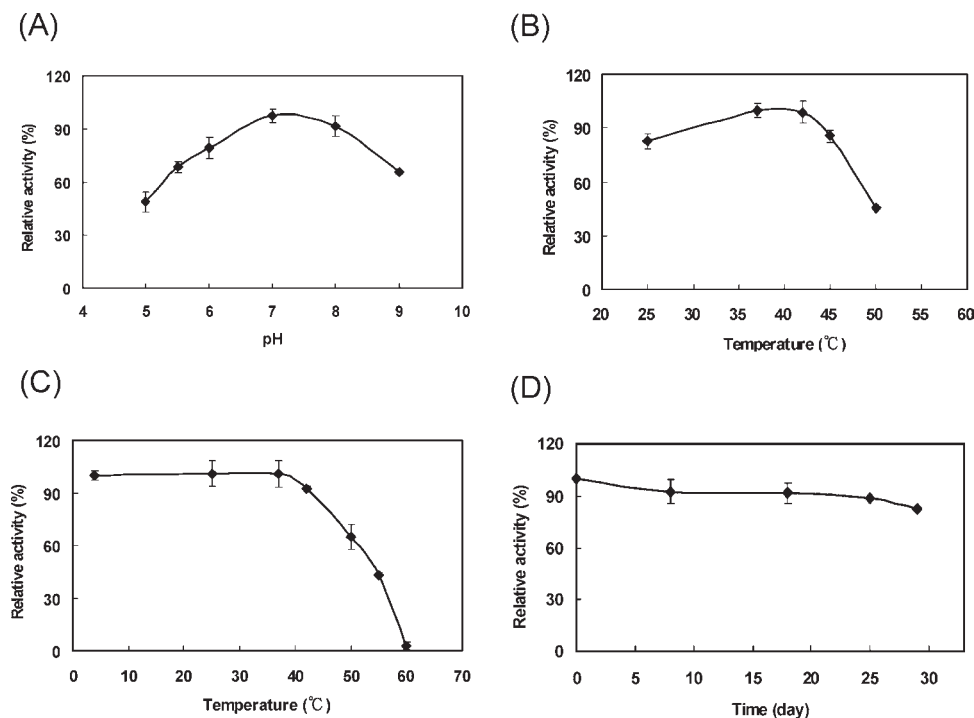 (A)
Relative activity (%)
120
90
60
30
0
4 5 6 7 8 9 10
pH
(B)
Relative activity (%)
120
90
60
30
0
20 25 30 35 40 45 50 55 60
Temperature (℃)
(C)
Relative activity (%)
120
90
60
30
0
0 10 20 30 40 50 60 70
Temperature (℃)
(D)
Relative activity (%)
120
90
60
30
0
0 5 10 15 20 25 30
Time (day)